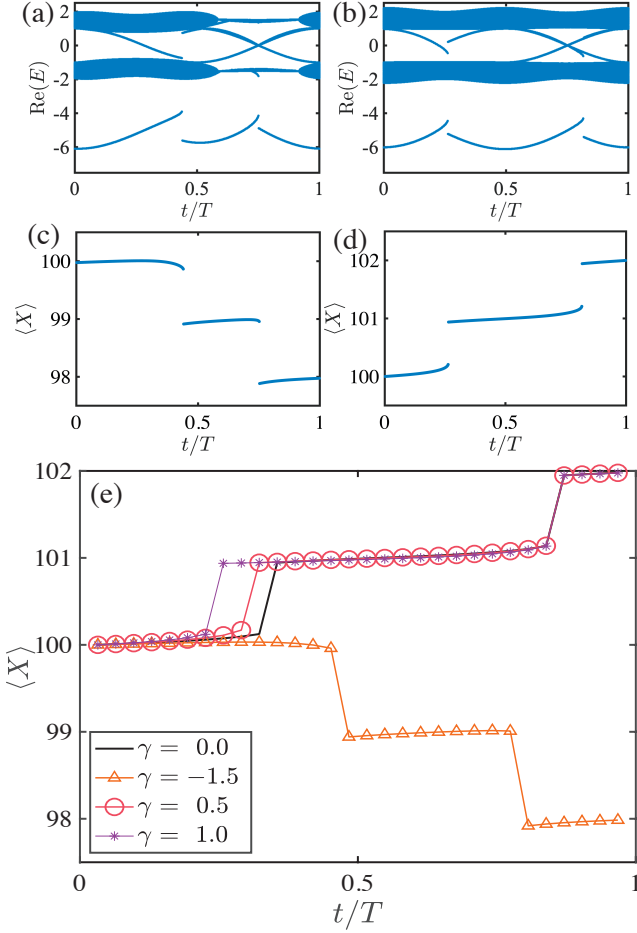 (a) (b)
2 2
0 0
-2 -2
-4 -4
-6 -6
Re(E) Re(E)
0 0.5 1 0 0.5 1
t/T t/T
(c) (d)
100 102
99 101
98 100
⟨X⟩ ⟨X⟩
0 0.5 1 0 0.5 1
t/T t/T
(e)
102
101
100
99
98
⟨X⟩
γ = 0.0
γ = −1.5
γ = 0.5
γ = 1.0
0 0.5 1
t/T